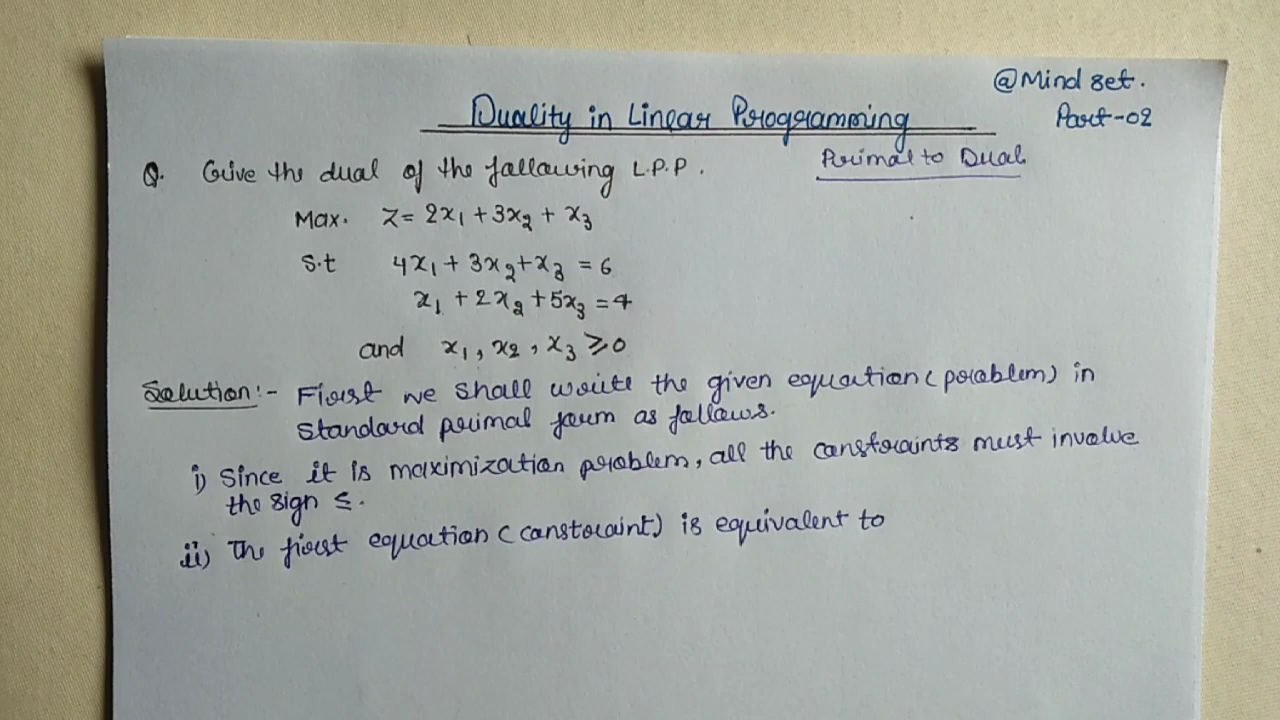 @Mind set.
Duality in Linear Programming
Part-02
Primal to Dual
Q. Give the dual of the following L.P.P.
Max. Z= 2x₁ + 3x₂ + x₃
S.t 4x₁ + 3x₂ + x₃ = 6
x₁ + 2x₂ + 5x₃ = 4
and x₁, x₂, x₃ ≥ 0
Solution:- First we shall write the given equation (problem) in
standard primal form as follows.
i) Since it is maximization problem, all the constraints must involve
the sign ≤.
ii) The first equation (constraint) is equivalent to